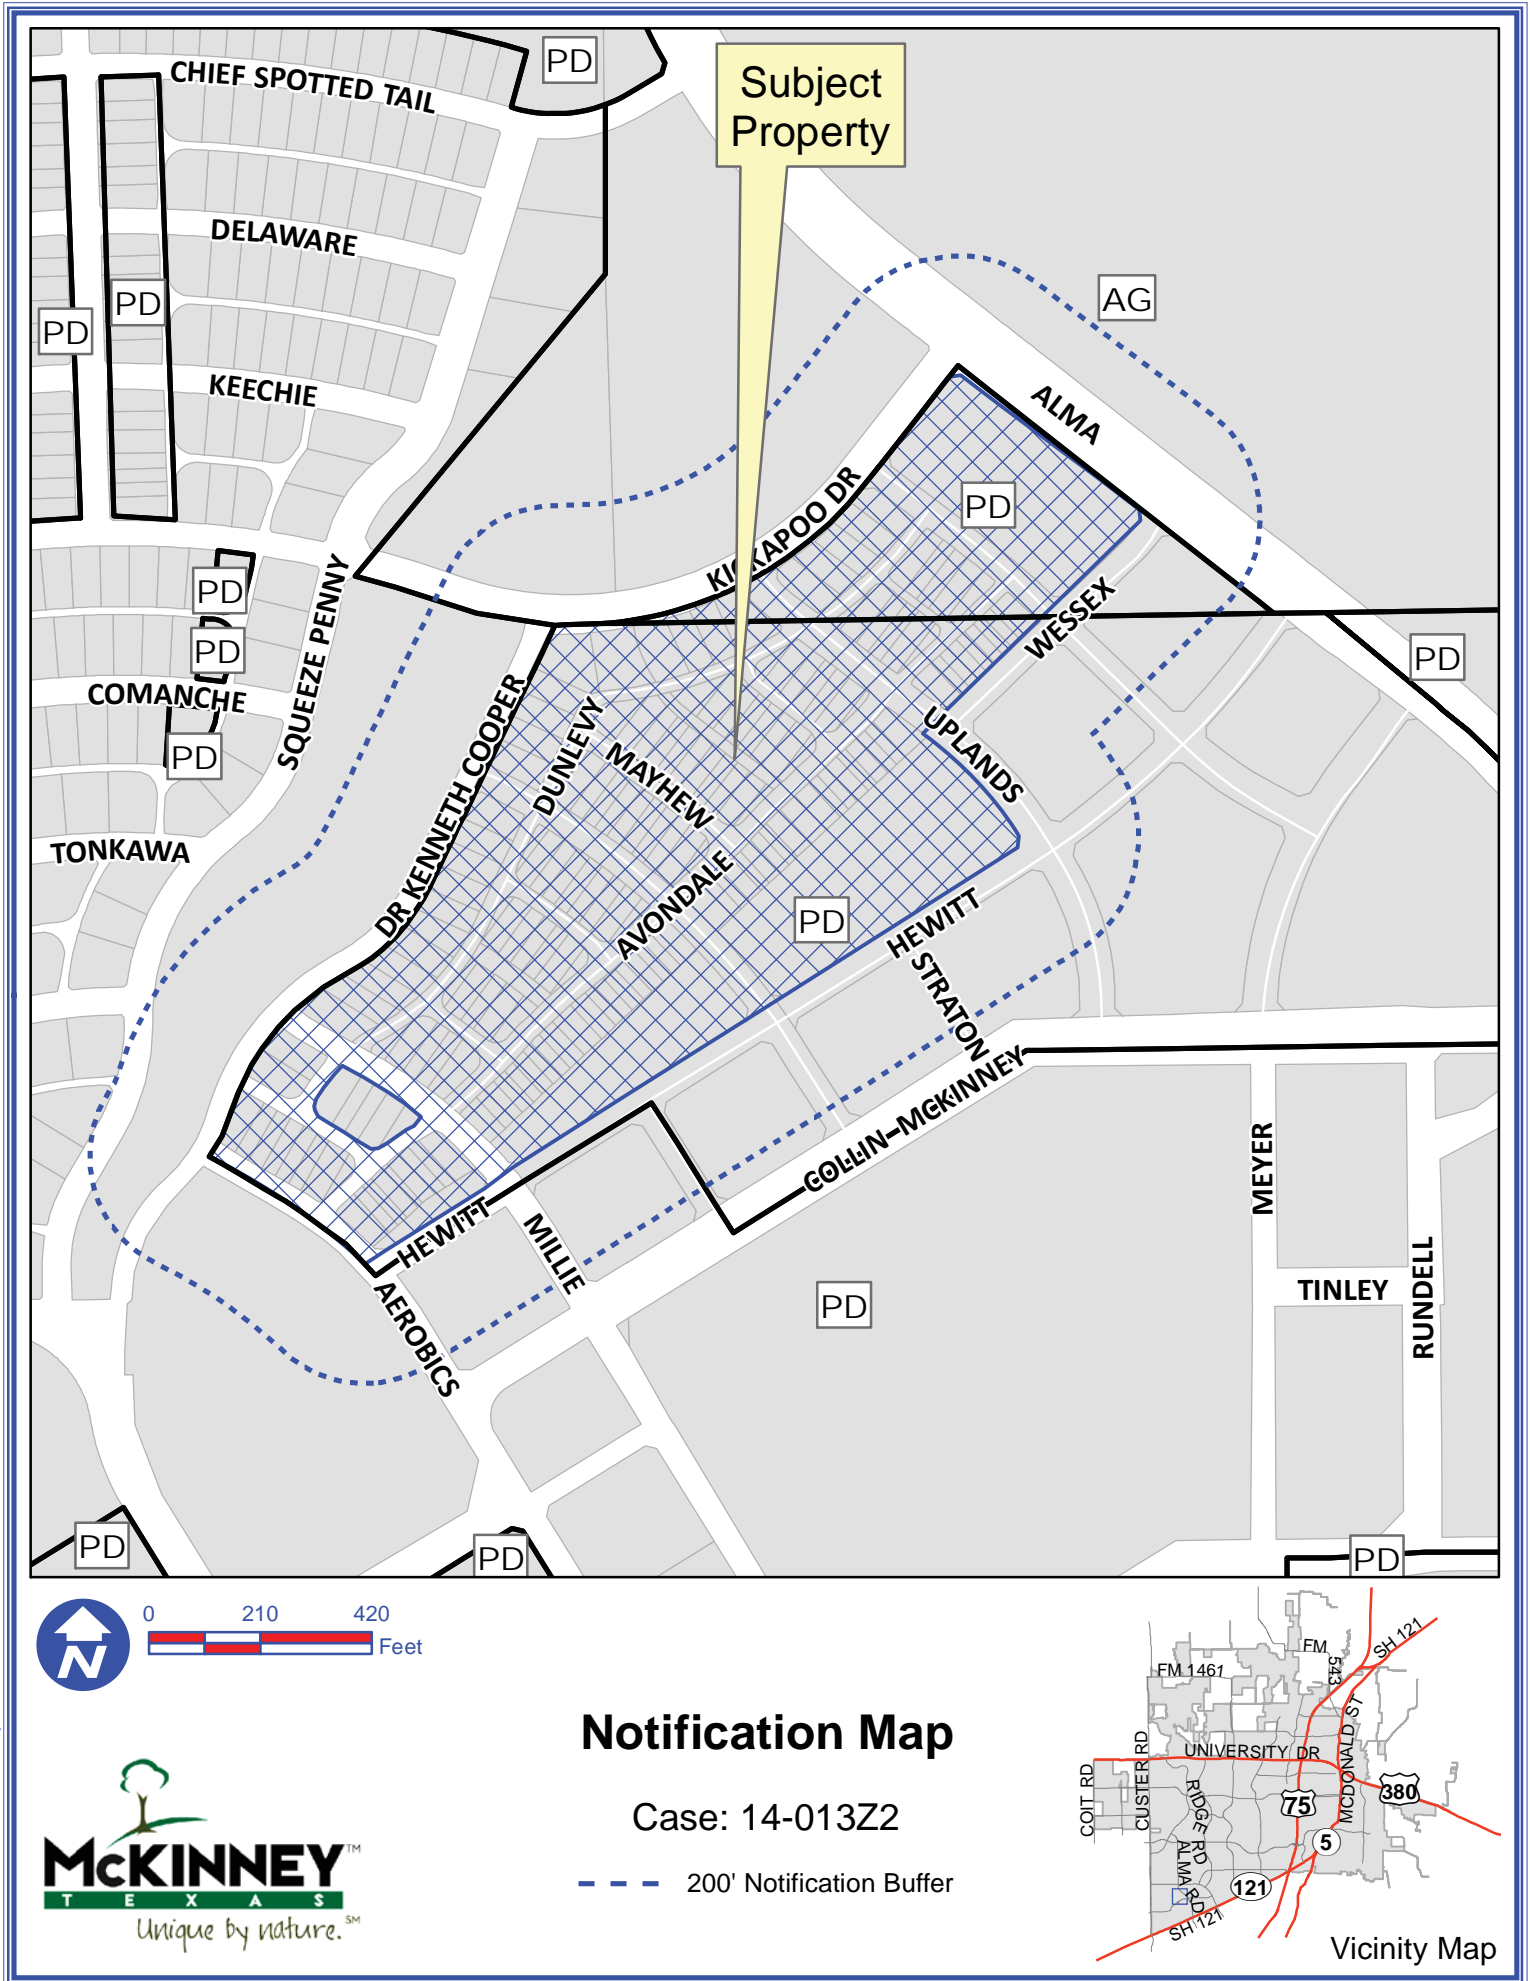 PD
CHIEF SPOTTED TAIL
Subject
Property
DELAWARE
AG
PD
PD
KEECHIE
ALMA
KICKAPOO DR
PD
PD
WESSEX
PD
PD
SQUEEZE PENNY
COMANCHE
DR KENNETH COOPER
DUNLEVY
UPLANDS
PD
MAYHEW
TONKAWA
AVONDALE
PD
HEWITT
STRATON
COLLIN-MCKINNEY
MEYER
HEWITT
MILLIE
TINLEY
RUNDELL
PD
AEROBICS
PD
PD
PD
0 210 420
Feet
N
Notification Map
Case: 14-013Z2
200' Notification Buffer
McKINNEY™
TEXAS
Unique by nature.℠
FM 1461
FM
543
SH 121
UNIVERSITY DR
MCDONALD ST
COIT RD
CUSTER RD
RIDGE RD
ALMA RD
75
380
5
121
SH 121
Vicinity Map